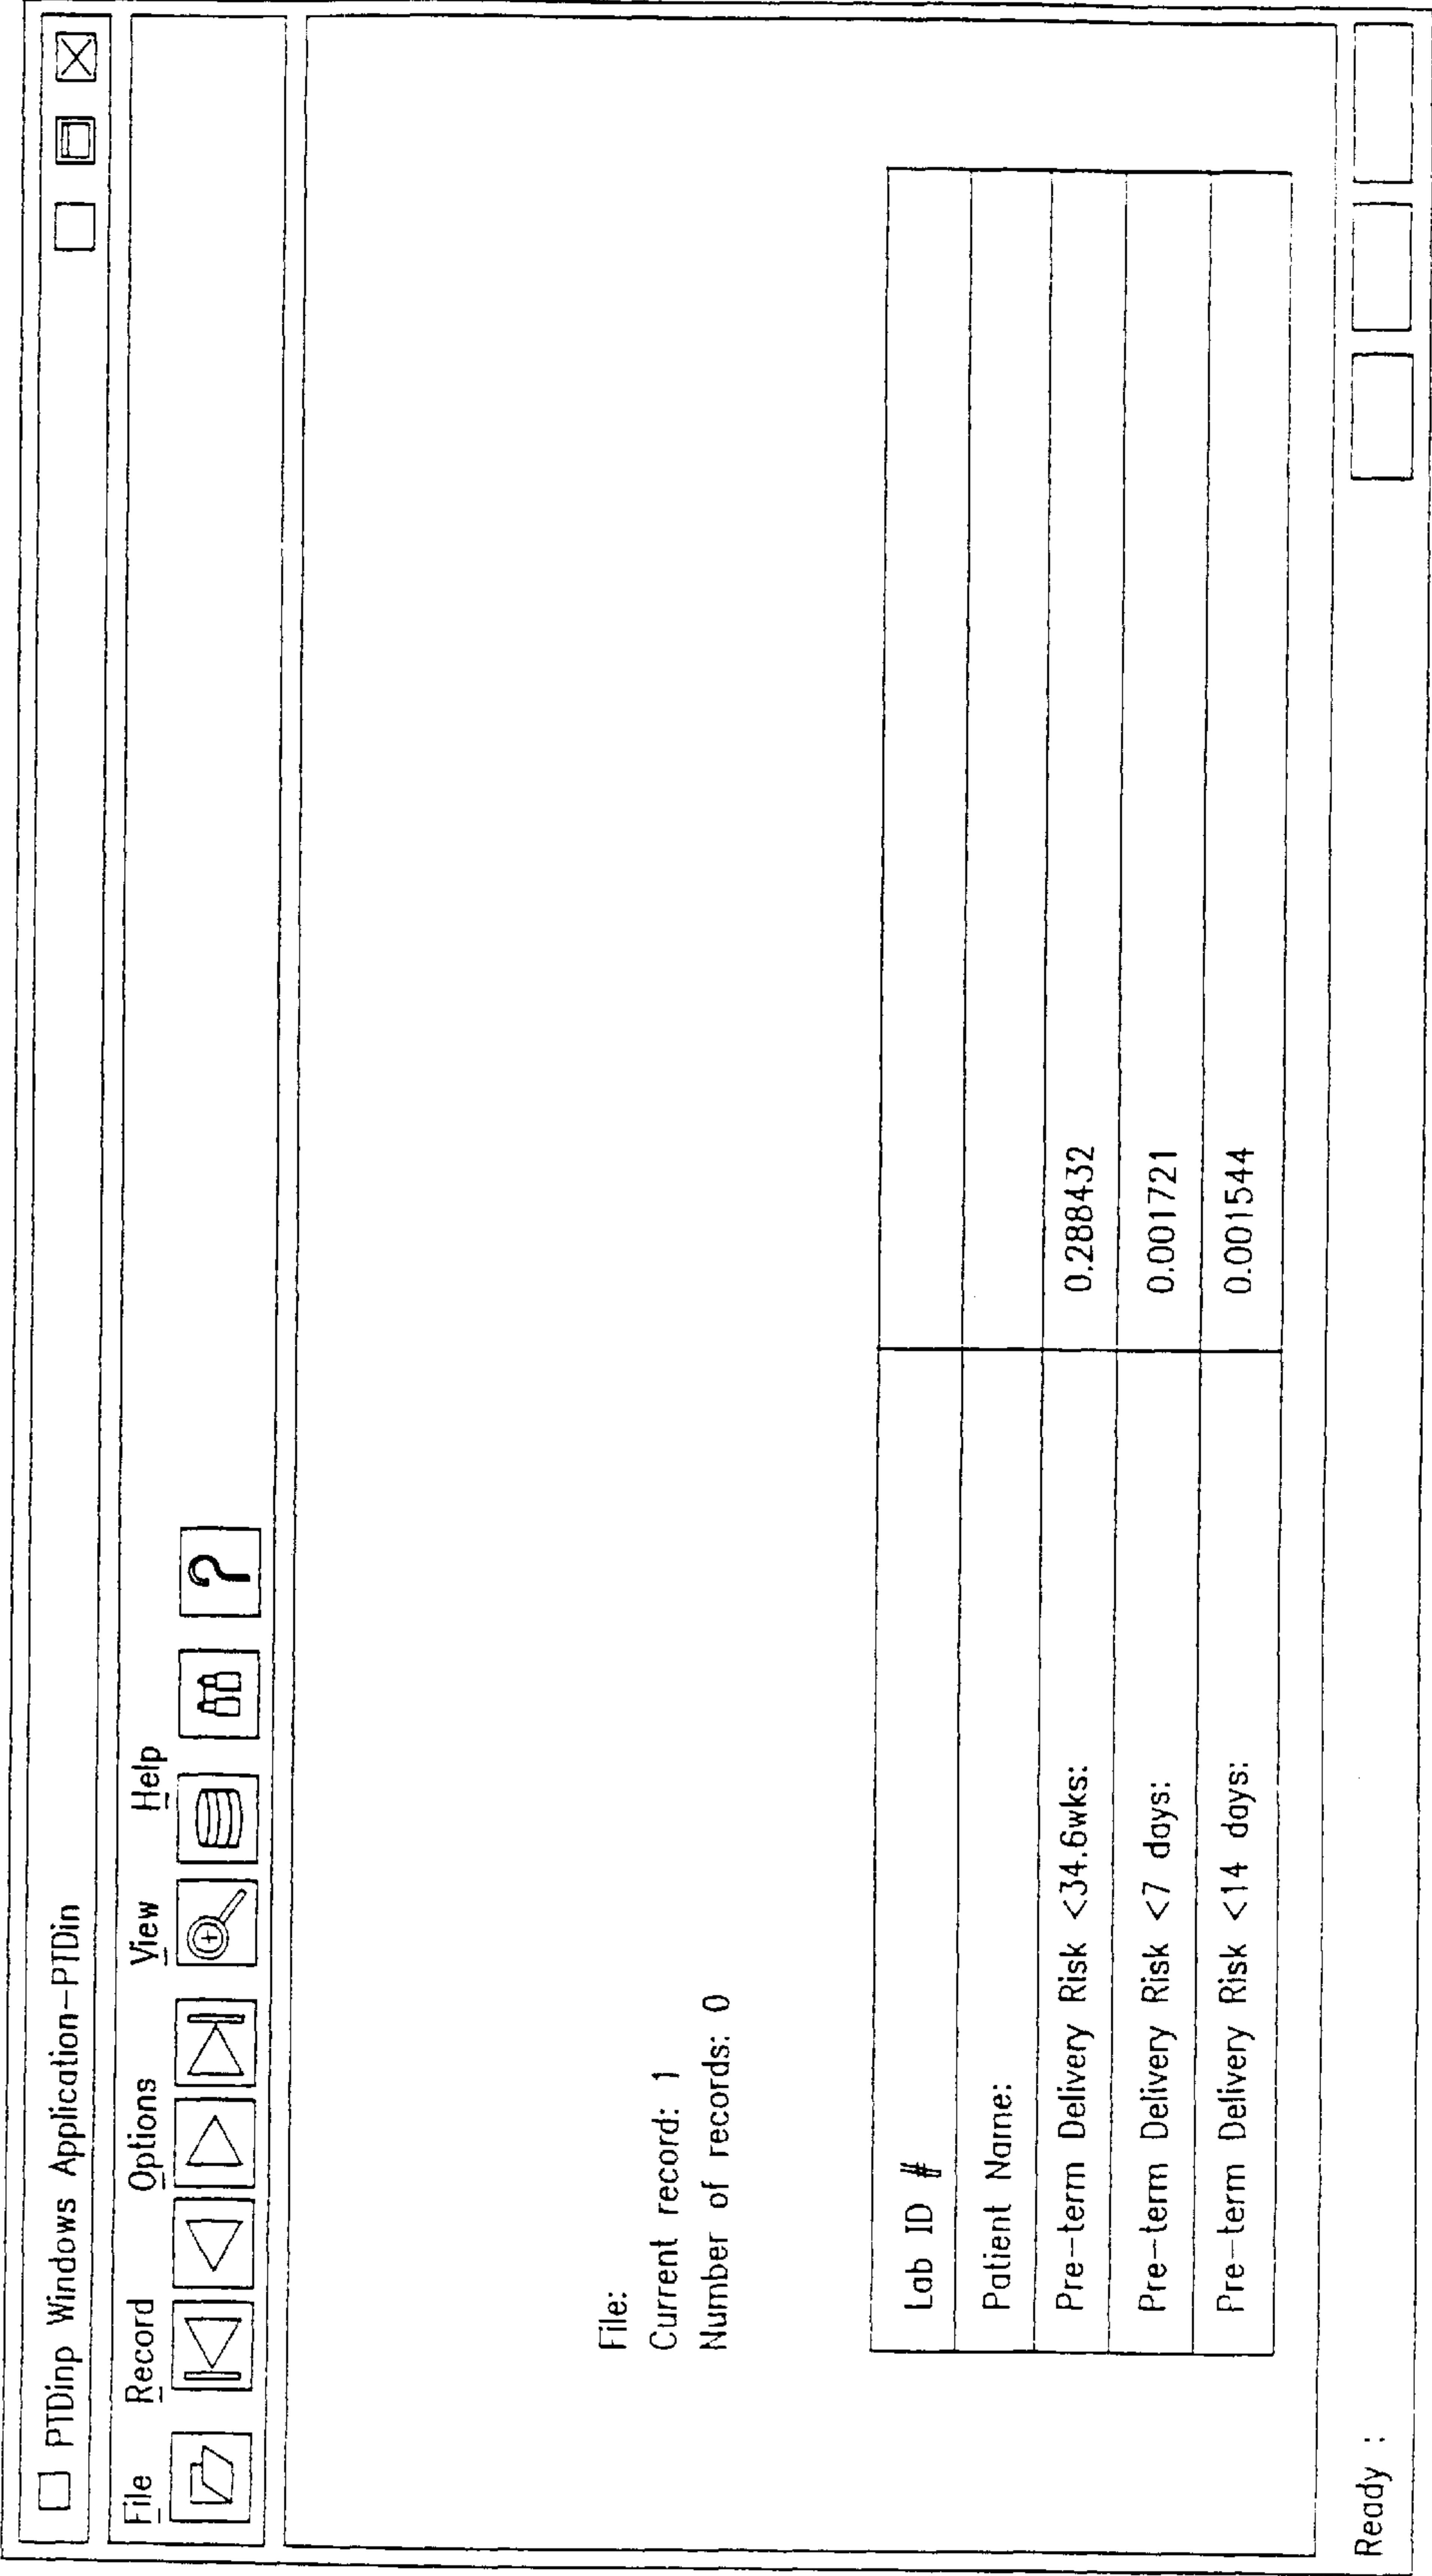 PTDinp Windows Application-PTDin
File Record Options View Help
?
File:
Current record: 1
Number of records: 0
Lab ID #
Patient Name:
Pre-term Delivery Risk <34.6wks: 0.288432
Pre-term Delivery Risk <7 days: 0.001721
Pre-term Delivery Risk <14 days: 0.001544
Ready :